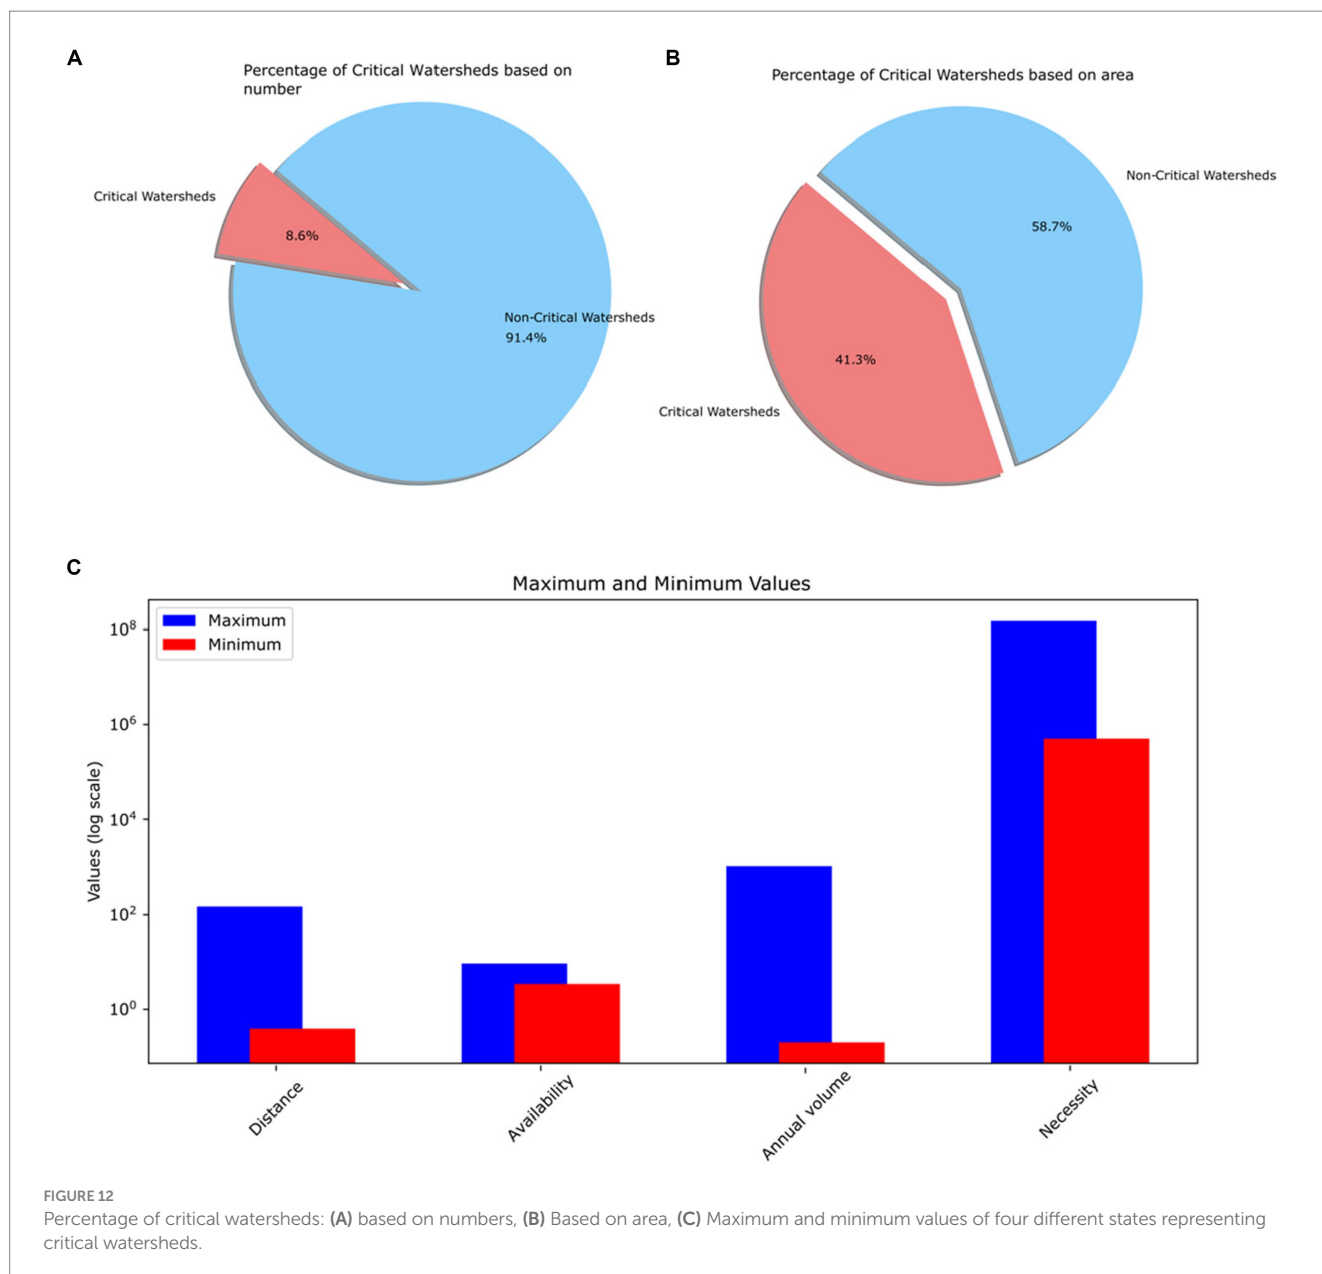 A
Percentage of Critical Watersheds based on
number
Critical Watersheds
8.6%
Non-Critical Watersheds
91.4%
B
Percentage of Critical Watersheds based on area
Non-Critical Watersheds
58.7%
41.3%
Critical Watersheds
C
Maximum and Minimum Values
Maximum
Minimum
Values (log scale)
10⁸
10⁶
10⁴
10²
10⁰
Distance
Availability
Annual volume
Necessity
FIGURE 12
Percentage of critical watersheds: (A) based on numbers, (B) Based on area, (C) Maximum and minimum values of four different states representing
critical watersheds.